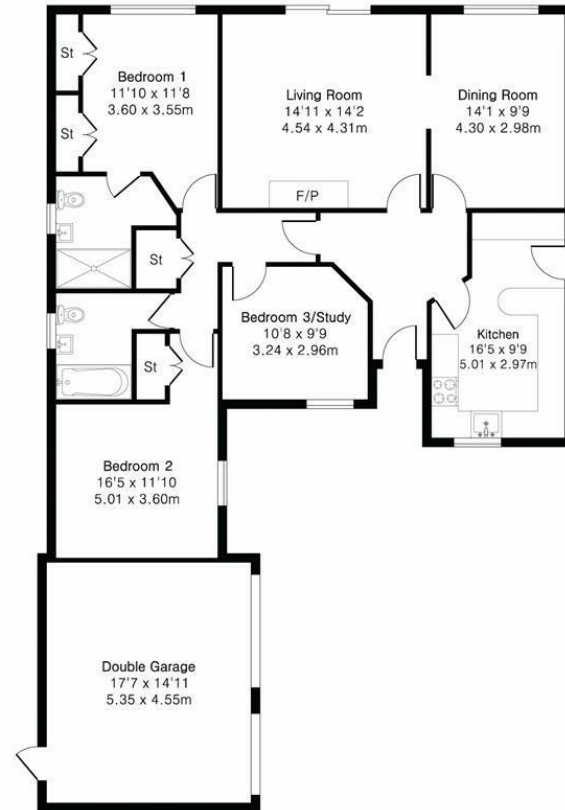 St
Bedroom 1
11'10 x 11'8
3.60 x 3.55m
St
Living Room
14'11 x 14'2
4.54 x 4.31m
F/P
Dining Room
14'1 x 9'9
4.30 x 2.98m
St
Bedroom 3/Study
10'8 x 9'9
3.24 x 2.96m
Kitchen
16'5 x 9'9
5.01 x 2.97m
St
Bedroom 2
16'5 x 11'10
5.01 x 3.60m
Double Garage
17'7 x 14'11
5.35 x 4.55m